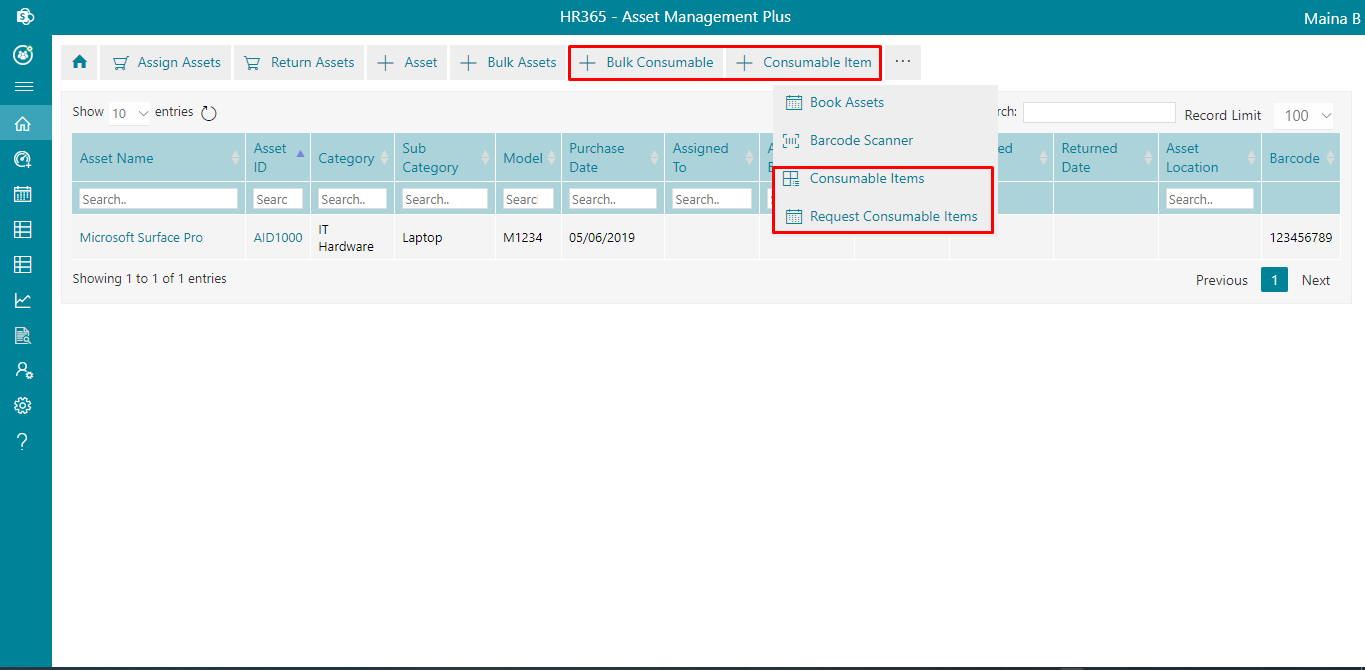 HR365 - Asset Management Plus
Maina B
Assign Assets
Return Assets
Asset
Bulk Assets
Bulk Consumable
Consumable Item
...
Book Assets
Barcode Scanner
Consumable Items
Request Consumable Items
Show 10 entries
rch:
Record Limit 100
Asset Name
Asset
ID
Category
Sub
Category
Model
Purchase
Date
Assigned
To
ed
Returned
Date
Asset
Location
Barcode
Search..
Searc
Search..
Search..
Searc
Search..
Search..
Search..
Microsoft Surface Pro
AID1000
IT
Hardware
Laptop
M1234
05/06/2019
123456789
Showing 1 to 1 of 1 entries
Previous
1
Next